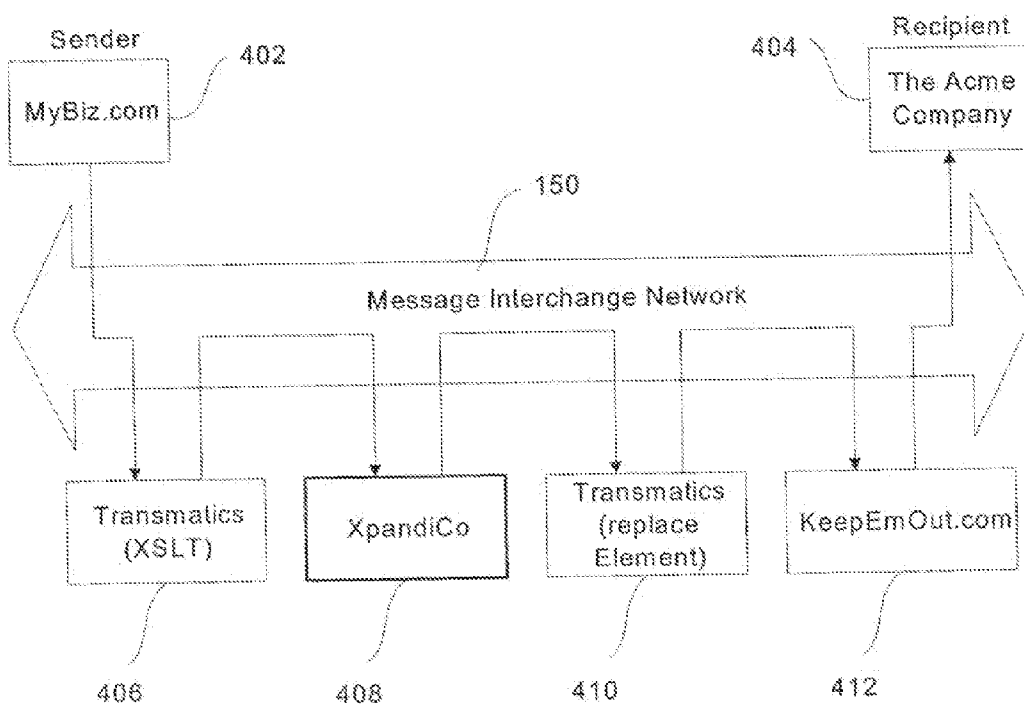 Sender
402
MyBiz.com
Recipient
404
The Acme
Company
150
Message Interchange Network
Transmatics
(XSLT)
XpandiCo
Transmatics
(replace
Element)
KeepEmOut.com
406
408
410
412